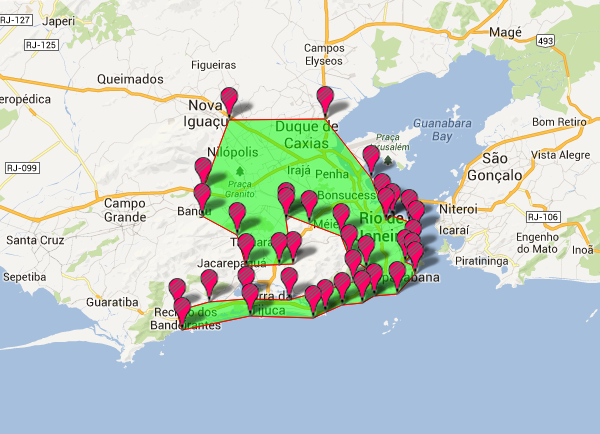 RJ-127
Japeri
RJ-125
Magé
493
Campos
Elyseos
Figueiras
Queimados
Nova
Iguaçu
Guanabara
Bay
Duque de
Caxias
Praça
Jerusalém
Bom Retiro
Nilópolis
São
Gonçalo
Vista Alegre
RJ-099
Irajá
Penha
Praça
Granito
Bonsucesso
Campo
Grande
Bangu
Niterói
RJ-106
Rio de
Janeiro
Méier
Icaraí
Santa Cruz
Engenho
do Mato
Inoã
Jacarepaguá
Piratininga
Sepetiba
Guaratiba
Recreio dos
Bandeirantes
Barra da
Tijuca